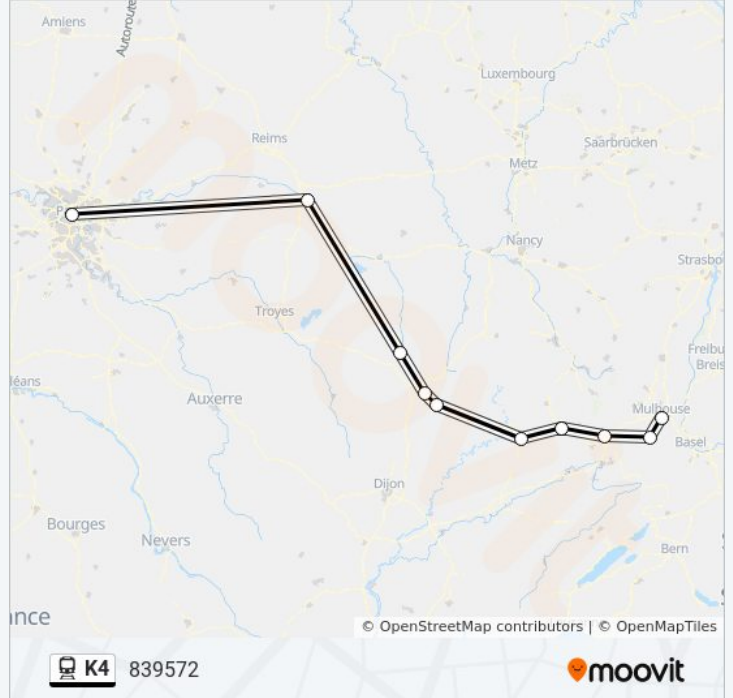 Amiens
Autoroute
Luxembourg
Reims
Saarbrücken
Metz
P
Nancy
Strasbo
Troyes
Freibu
Breis
léans
Auxerre
Mulhouse
Basel
Dijon
Bourges
Nevers
Bern
nce
© OpenStreetMap contributors | © OpenMapTiles
K4 839572
moovit
moovit